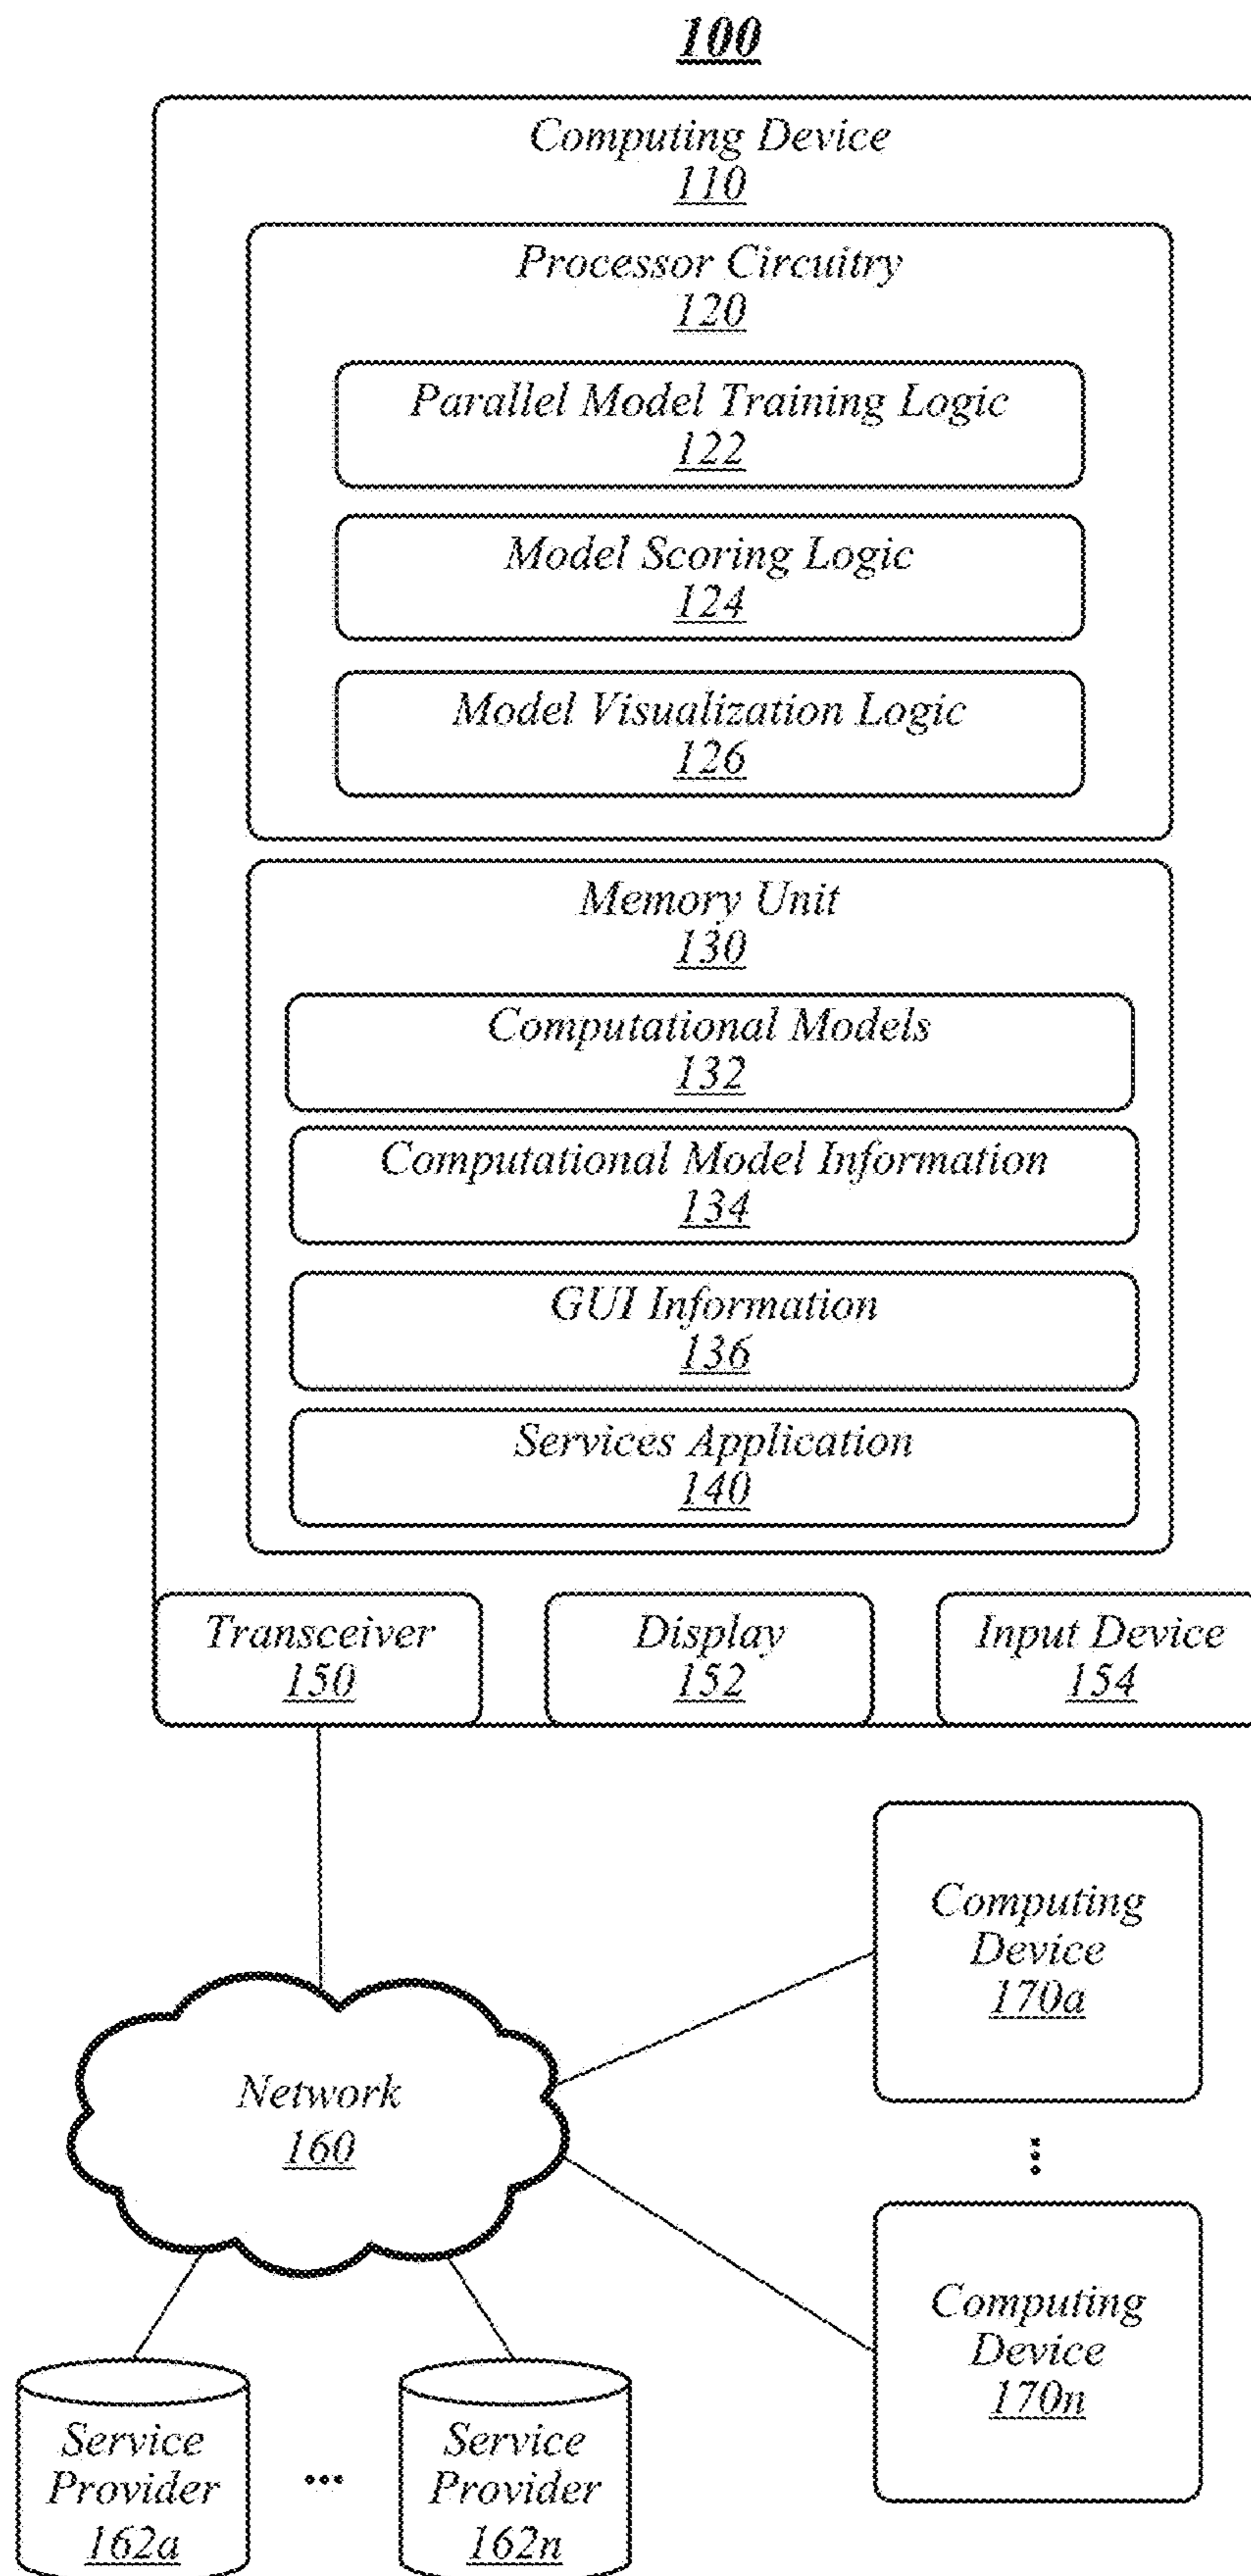 100
Computing Device
110
Processor Circuitry
120
Parallel Model Training Logic
122
Model Scoring Logic
124
Model Visualization Logic
126
Memory Unit
130
Computational Models
132
Computational Model Information
134
GUI Information
136
Services Application
140
Transceiver
150
Display
152
Input Device
154
Computing
Device
170a
Network
160
Computing
Device
170n
Service
Provider
162a
Service
Provider
162n